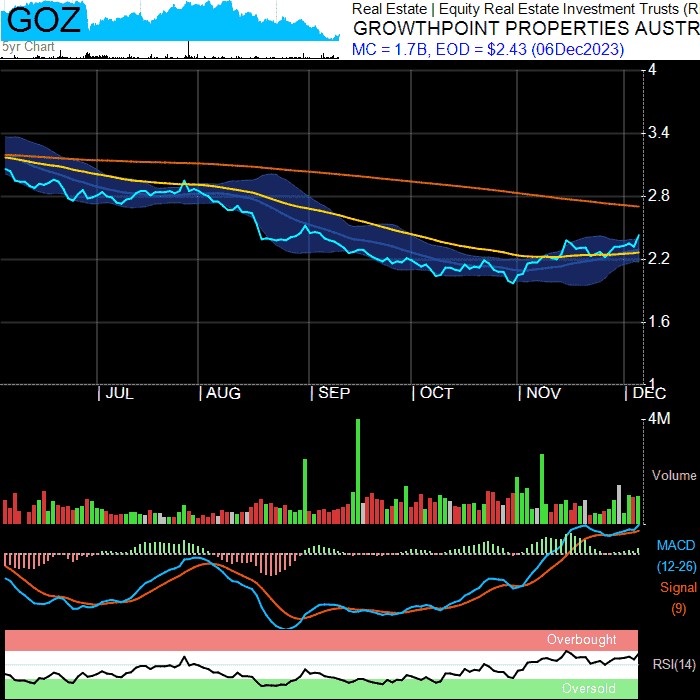 GOZ
5yr Chart
Real Estate | Equity Real Estate Investment Trusts (R
GROWTHPOINT PROPERTIES AUSTR
MC = 1.7B, EOD = $2.43 (06Dec2023)
4
3.4
2.8
2.2
1.6
1
| JUL | AUG | SEP | OCT | NOV | DEC
4M
Volume
MACD
(12-26)
Signal
(9)
Overbought
RSI(14)
Oversold